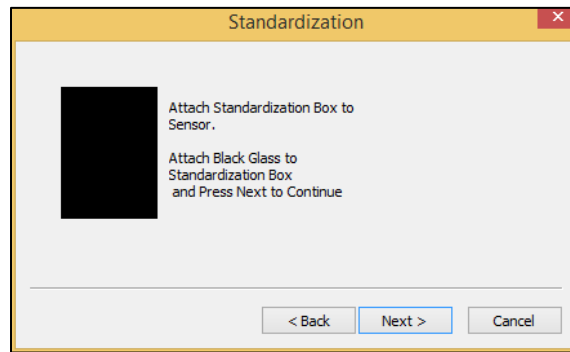 Standardization
Attach Standardization Box to
Sensor.
Attach Black Glass to
Standardization Box
and Press Next to Continue
< Back
Next >
Cancel